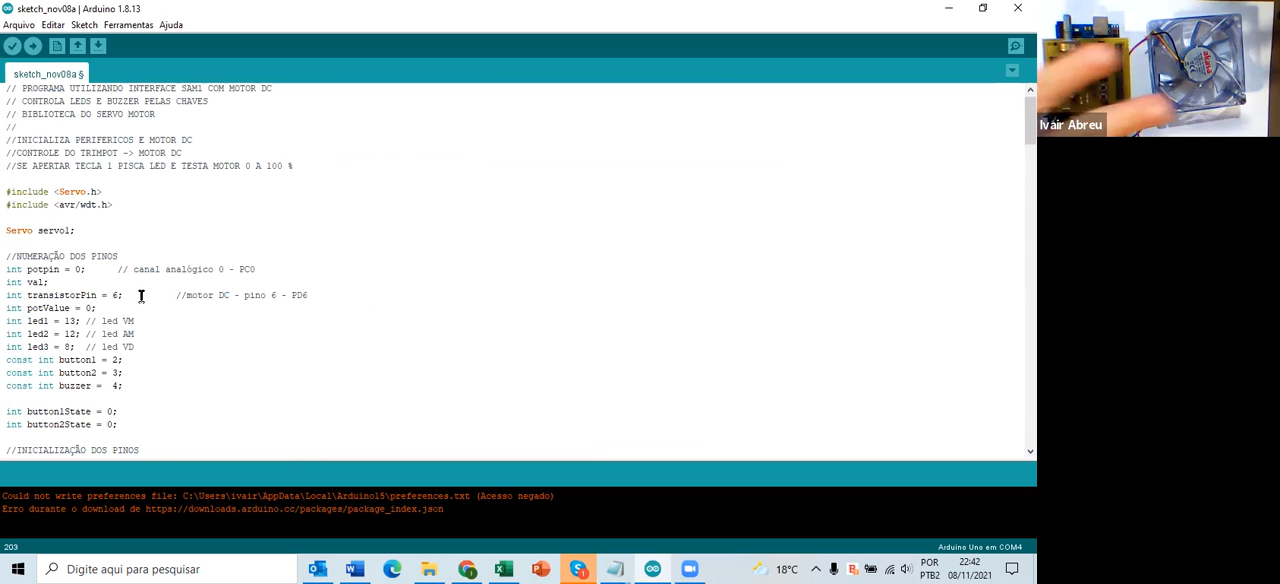 sketch_nov08a | Arduino 1.8.13
Arquivo Editar Sketch Ferramentas Ajuda
sketch_nov08a §
// PROGRAMA UTILIZANDO INTERFACE SAM1 COM MOTOR DC
// CONTROLA LEDS E BUZZER PELAS CHAVES
// BIBLIOTECA DO SERVO MOTOR
//
//INICIALIZA PERIFERICOS E MOTOR DC
//CONTROLE DO TRIMPOT -> MOTOR DC
//SE APERTAR TECLA 1 PISCA LED E TESTA MOTOR 0 A 100 %
#include <Servo.h>
#include <avr/wdt.h>
Servo servo1;
//NUMERAÇÃO DOS PINOS
int potpin = 0; // canal analógico 0 - PC0
int val;
int transistorPin = 6; //motor DC - pino 6 - PD6
int potValue = 0;
int led1 = 13; // led VM
int led2 = 12; // led AM
int led3 = 8; // led VD
const int button1 = 2;
const int button2 = 3;
const int buzzer = 4;
int button1State = 0;
int button2State = 0;
//INICIALIZAÇÃO DOS PINOS
Could not write preferences file: C:\Users\ivair\AppData\Local\Arduino15\preferences.txt (Acesso negado)
Erro durante o download de https://downloads.arduino.cc/packages/package_index.json
203
Arduino Uno em COM4
Digite aqui para pesquisar
18°C
POR
PTB2
22:42
08/11/2021
akasa
Ivair Abreu